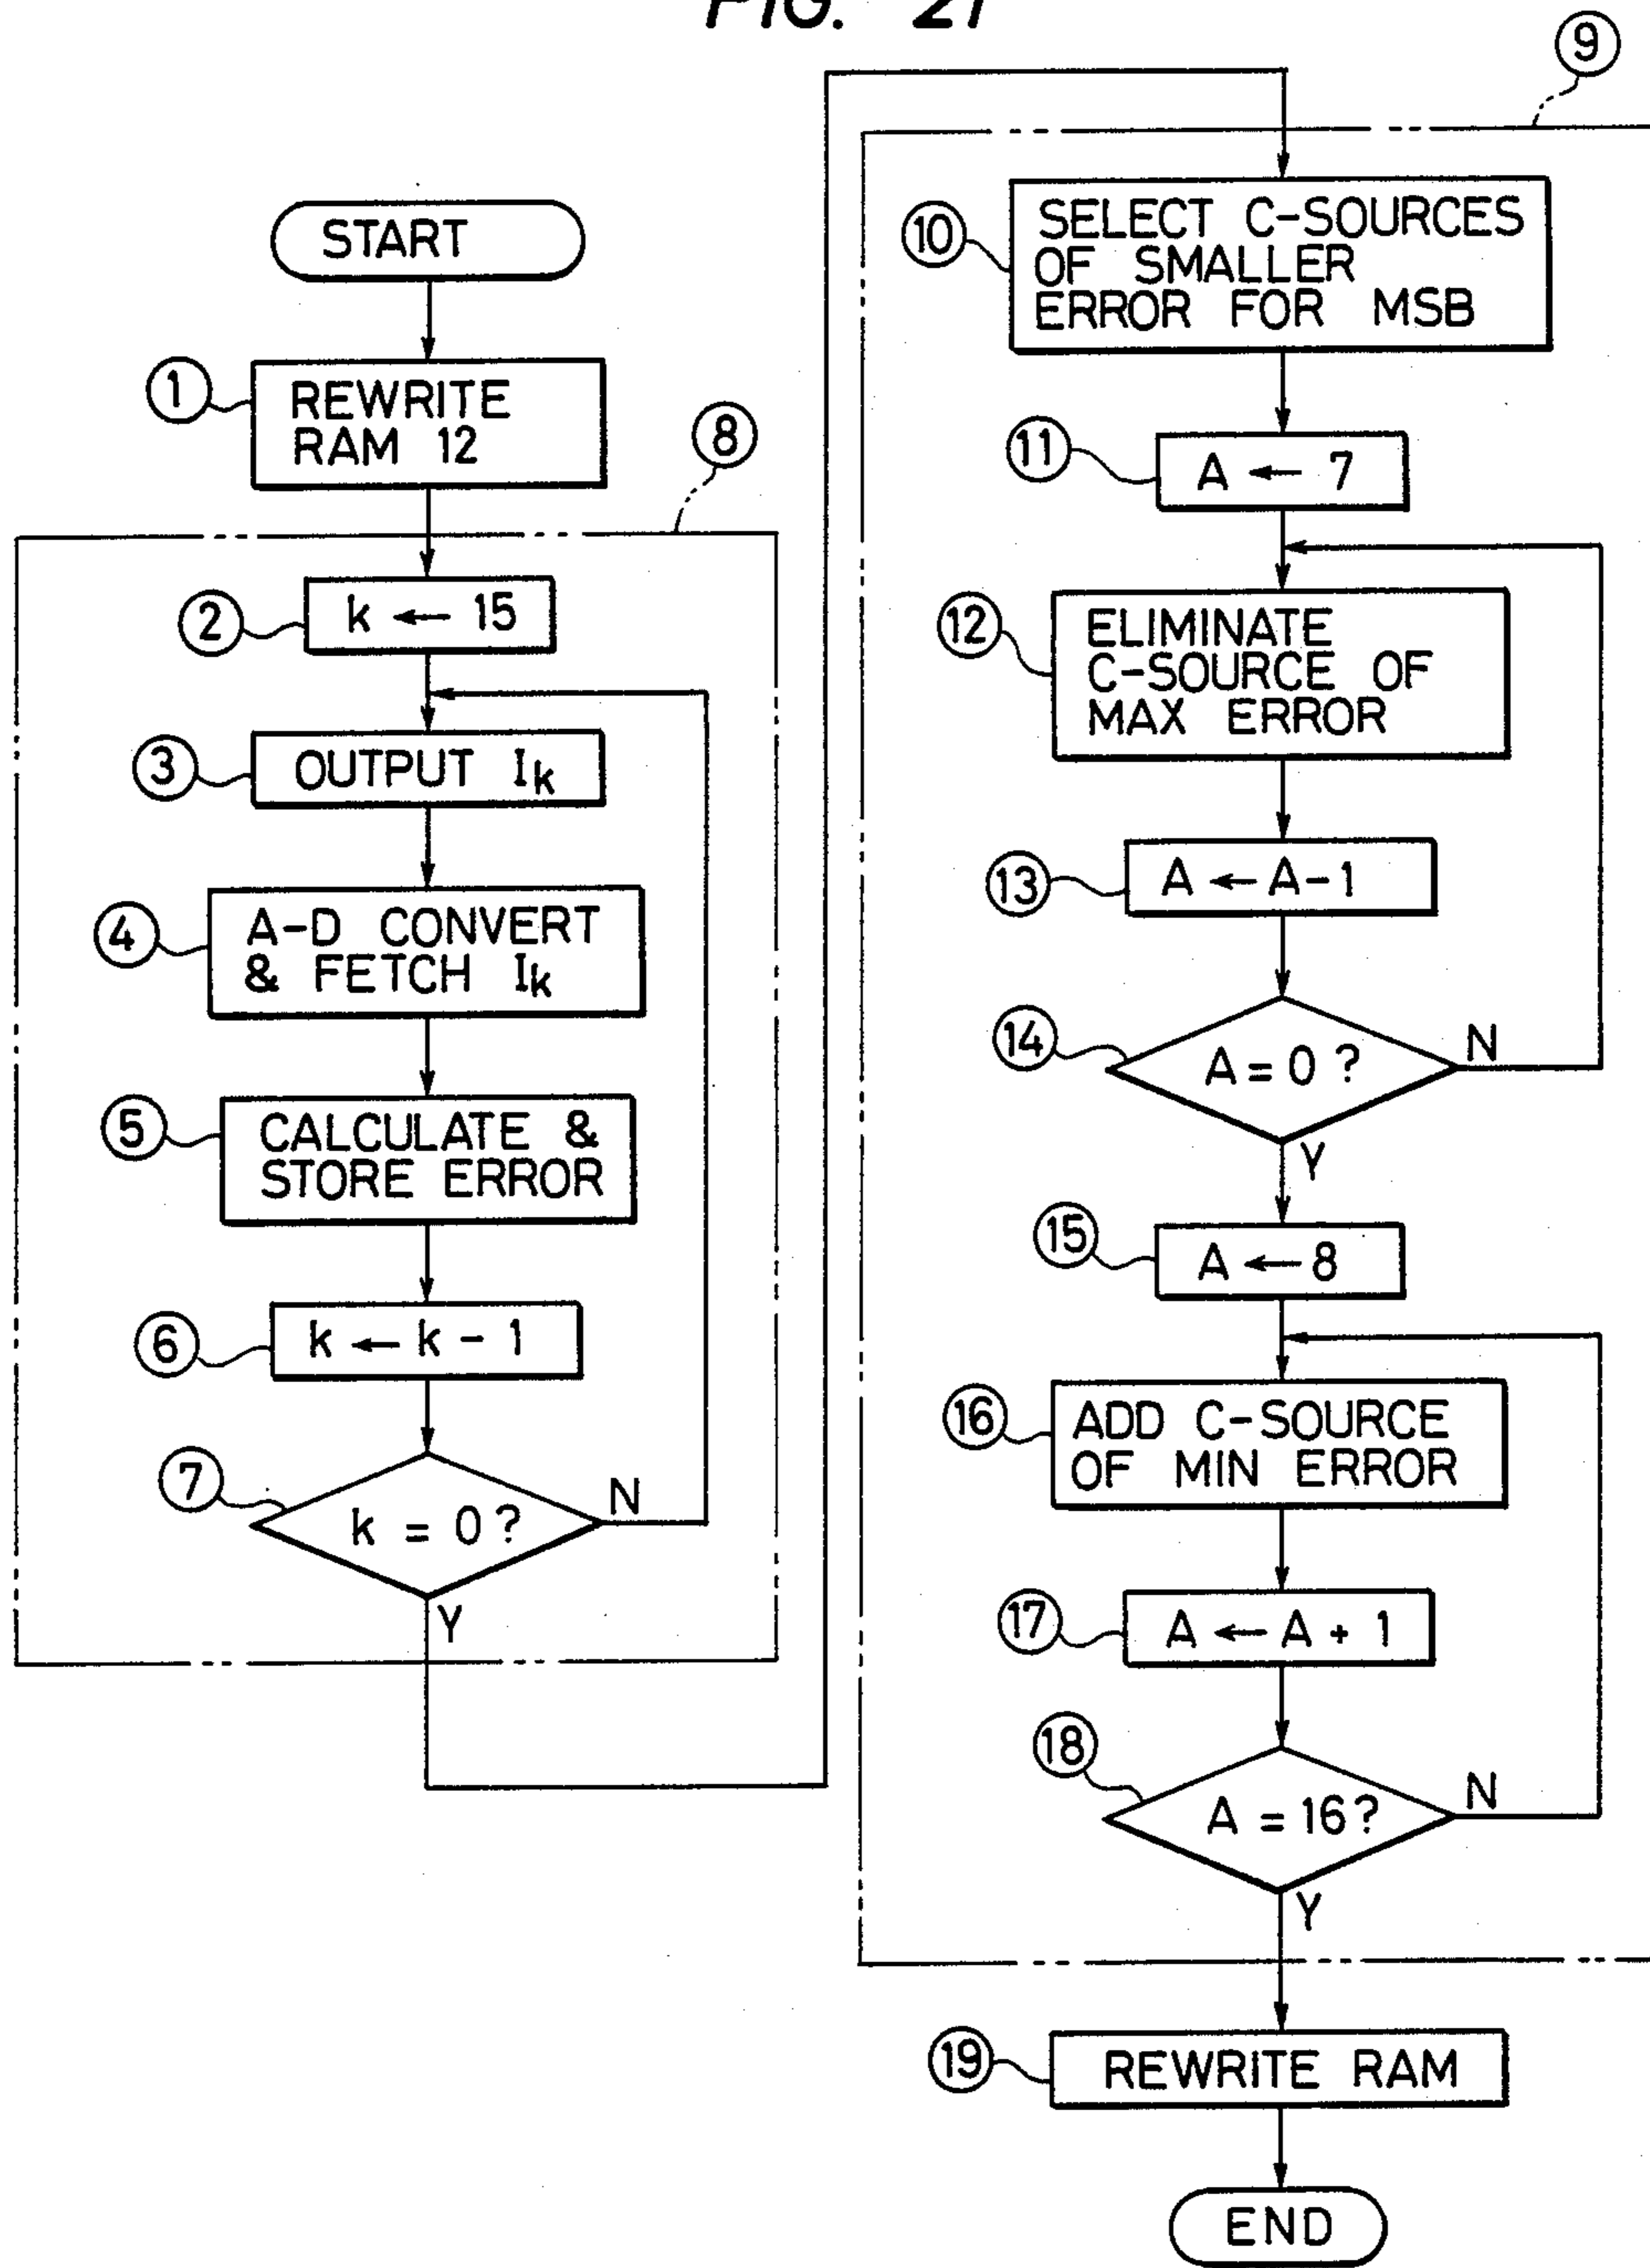 FIG. 21
START
1
REWRITE
RAM 12
8
2
k ← 15
3
OUTPUT Ik
4
A-D CONVERT
& FETCH Ik
5
CALCULATE &
STORE ERROR
6
k ← k - 1
7
k = 0 ?
N
Y
9
10
SELECT C-SOURCES
OF SMALLER
ERROR FOR MSB
11
A ← 7
12
ELIMINATE
C-SOURCE OF
MAX ERROR
13
A ← A - 1
14
A = 0 ?
N
Y
15
A ← 8
16
ADD C-SOURCE
OF MIN ERROR
17
A ← A + 1
18
A = 16 ?
N
Y
19
REWRITE RAM
END